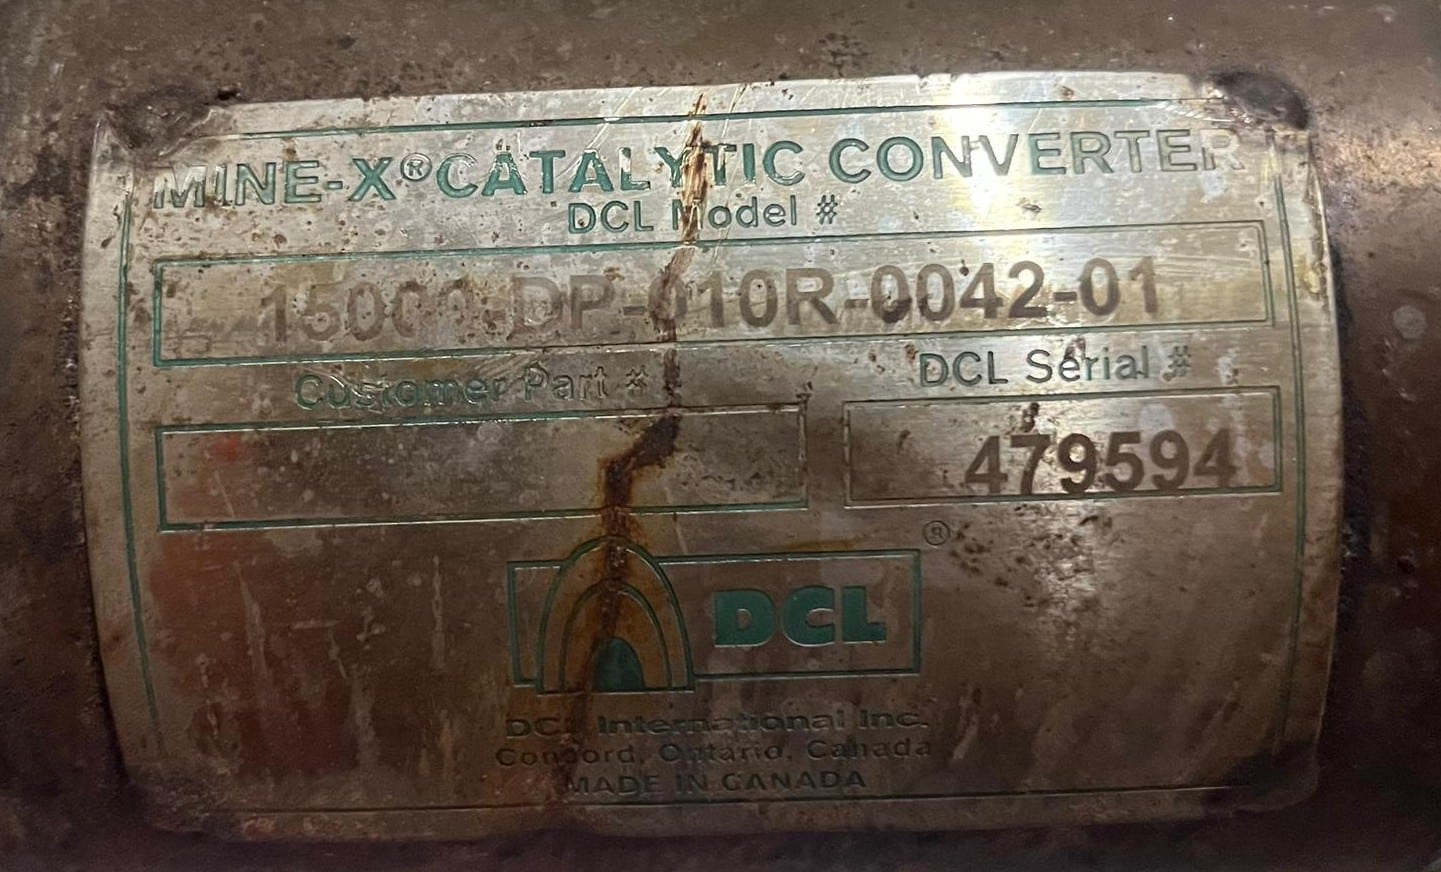 MINE-X® CATALYTIC CONVERTER
DCL Model #
15000-DP-010R-0042-01
Customer Part # DCL Serial #
479594
®
DCL
DCL International Inc.
Concord, Ontario, Canada
MADE IN CANADA